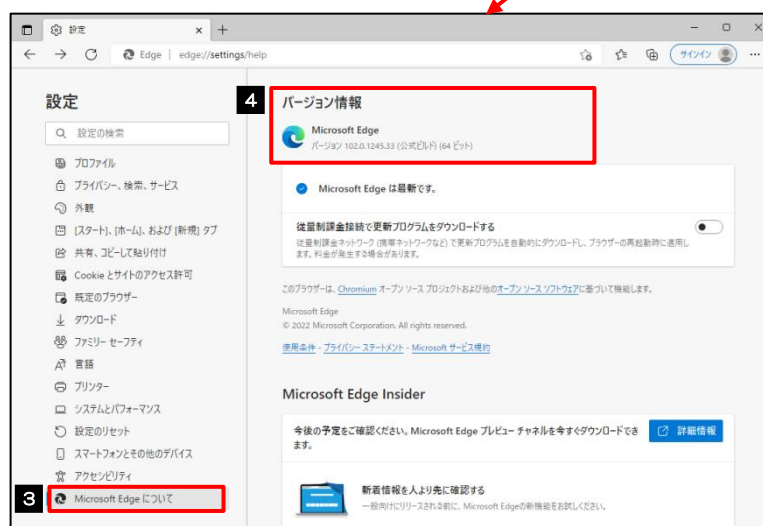 設定
Edge | edge://settings/help
サインイン
設定
設定の検索
プロファイル
プライバシー、検索、サービス
外観
[スタート]、[ホーム]、および [新規] タブ
共有、コピーして貼り付け
Cookie とサイトのアクセス許可
既定のブラウザー
ダウンロード
ファミリー セーフティ
言語
プリンター
システムとパフォーマンス
設定のリセット
スマートフォンとその他のデバイス
アクセシビリティ
3
Microsoft Edge について
4
バージョン情報
Microsoft Edge
バージョン 102.0.1245.33 (公式ビルド) (64 ビット)
Microsoft Edge は最新です。
従量制課金接続で更新プログラムをダウンロードする
従量制課金ネットワーク (携帯ネットワークなど) で更新プログラムを自動的にダウンロードし、ブラウザーの再起動時に適用し
ます。料金が発生する場合があります。
このブラウザーは、Chromium オープン ソース プロジェクトおよび他のオープン ソース ソフトウェアに基づいて機能します。
Microsoft Edge
© 2022 Microsoft Corporation. All rights reserved.
使用条件 - プライバシー ステートメント - Microsoft サービス規約
Microsoft Edge Insider
今後の予定をご確認ください。Microsoft Edge プレビュー チャネルを今すぐダウンロードでき
ます。
詳細情報
新着情報を人より先に確認する
一般向けにリリースされる前に、Microsoft Edgeの新機能をお試しください。